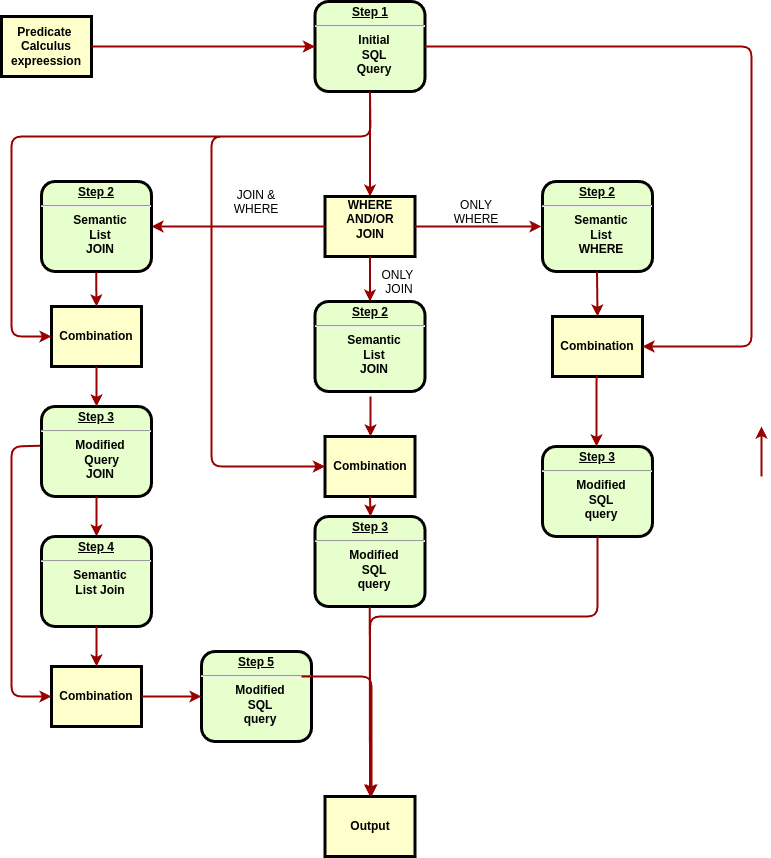 Predicate
Calculus
expreession
Step 1
Initial
SQL
Query
Step 2
Semantic
List
JOIN
JOIN &
WHERE
WHERE
AND/OR
JOIN
ONLY
WHERE
Step 2
Semantic
List
WHERE
ONLY
JOIN
Combination
Step 2
Semantic
List
JOIN
Combination
Step 3
Modified
Query
JOIN
Combination
Step 3
Modified
SQL
query
Step 4
Semantic
List Join
Step 3
Modified
SQL
query
Combination
Step 5
Modified
SQL
query
Output